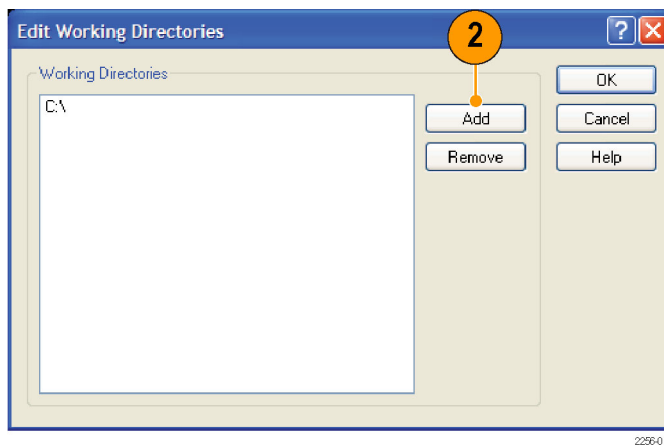 Edit Working Directories
2
Working Directories
C:\
Add
Remove
OK
Cancel
Help
2256-0